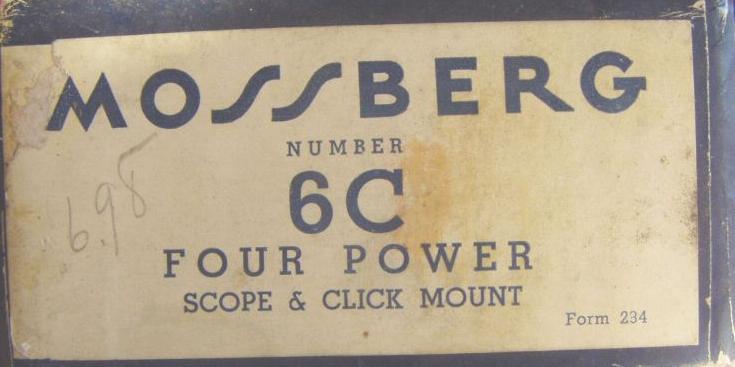 MOSSBERG
NUMBER
6C
6.98
FOUR POWER
SCOPE & CLICK MOUNT
Form 234